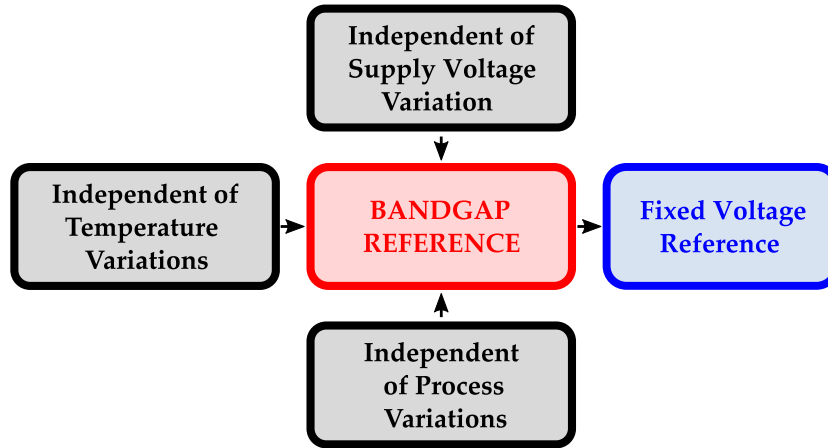 Independent of
Supply Voltage
Variation
Independent of
Temperature
Variations
BANDGAP
REFERENCE
Fixed Voltage
Reference
Independent
of Process
Variations